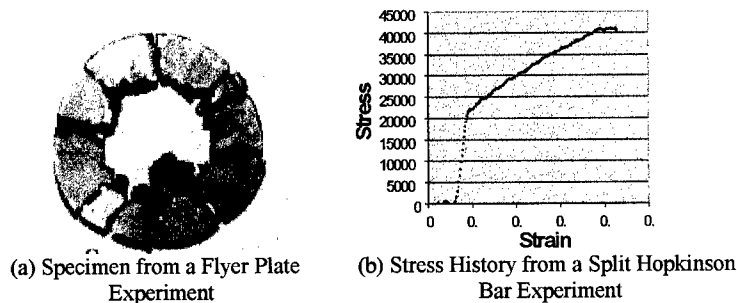 45000
40000
35000
30000
25000
20000
15000
10000
5000
0
Stress
0. 0. 0. 0. 0.
Strain
(a) Specimen from a Flyer Plate
Experiment
(b) Stress History from a Split Hopkinson
Bar Experiment